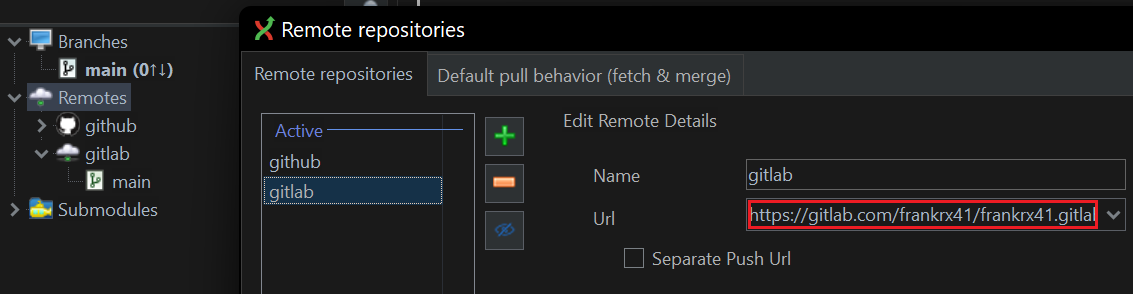 Branches
main (0↑↓)
Remotes
github
gitlab
main
Submodules
Remote repositories
Remote repositories
Default pull behavior (fetch & merge)
Active
github
gitlab
Edit Remote Details
Name
gitlab
Url
https://gitlab.com/frankrx41/frankrx41.gitlal
Separate Push Url